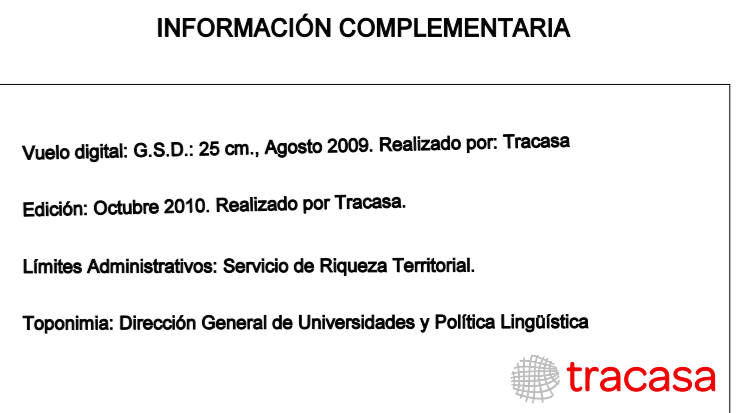 INFORMACIÓN COMPLEMENTARIA
Vuelo digital: G.S.D.: 25 cm., Agosto 2009. Realizado por: Tracasa
Edición: Octubre 2010. Realizado por Tracasa.
Límites Administrativos: Servicio de Riqueza Territorial.
Toponimia: Dirección General de Universidades y Política Lingüística
tracasa